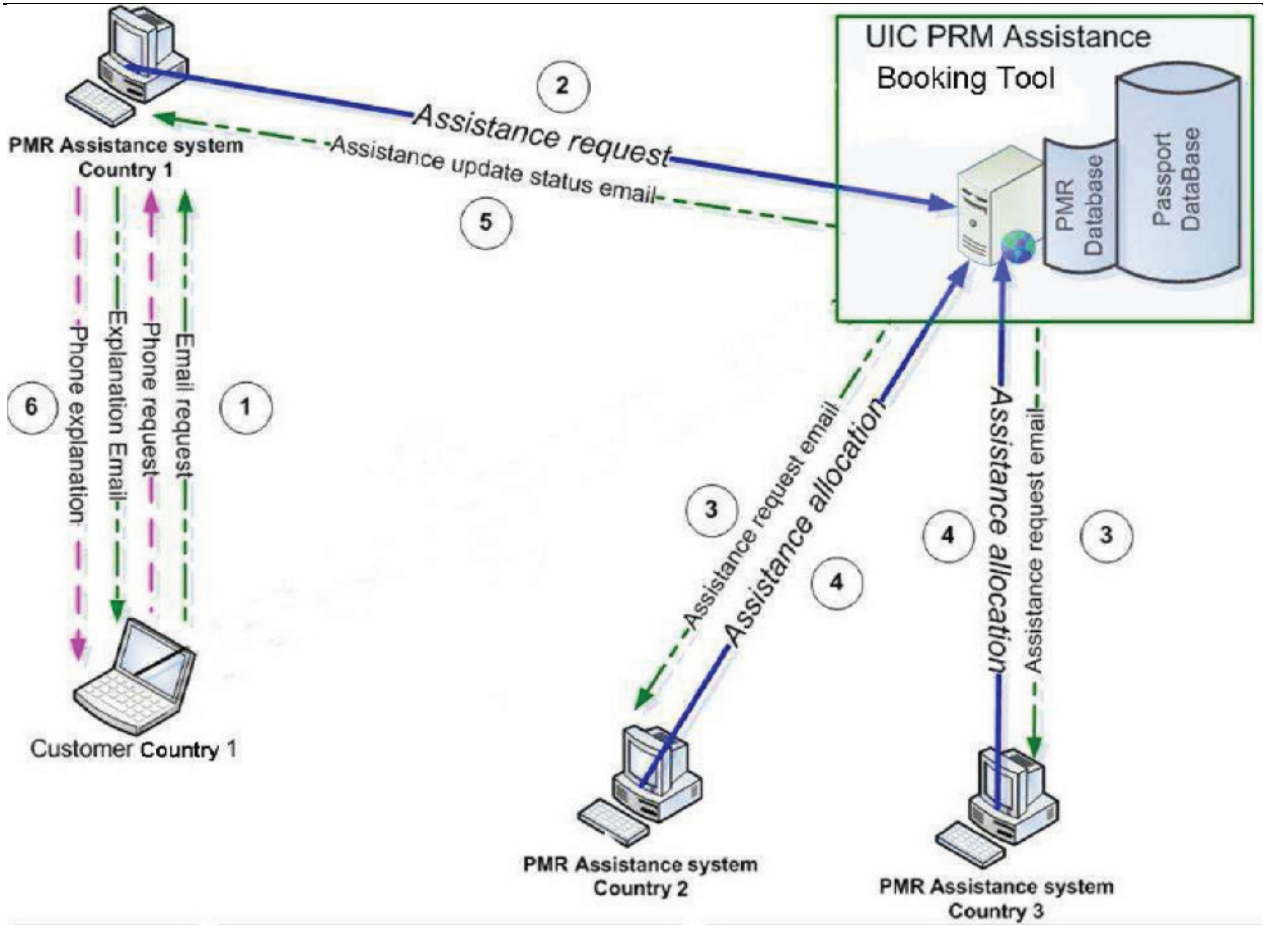 UIC PRM Assistance
Booking Tool
PMR
Database
Passport
DataBase
2
Assistance request
Assistance update status email
5
PMR Assistance system
Country 1
Phone explanation
Explanation Email
Phone request
Email request
6
1
Customer Country 1
3
Assistance request email
Assistance allocation
4
4
Assistance allocation
Assistance request email
3
PMR Assistance system
Country 2
PMR Assistance system
Country 3